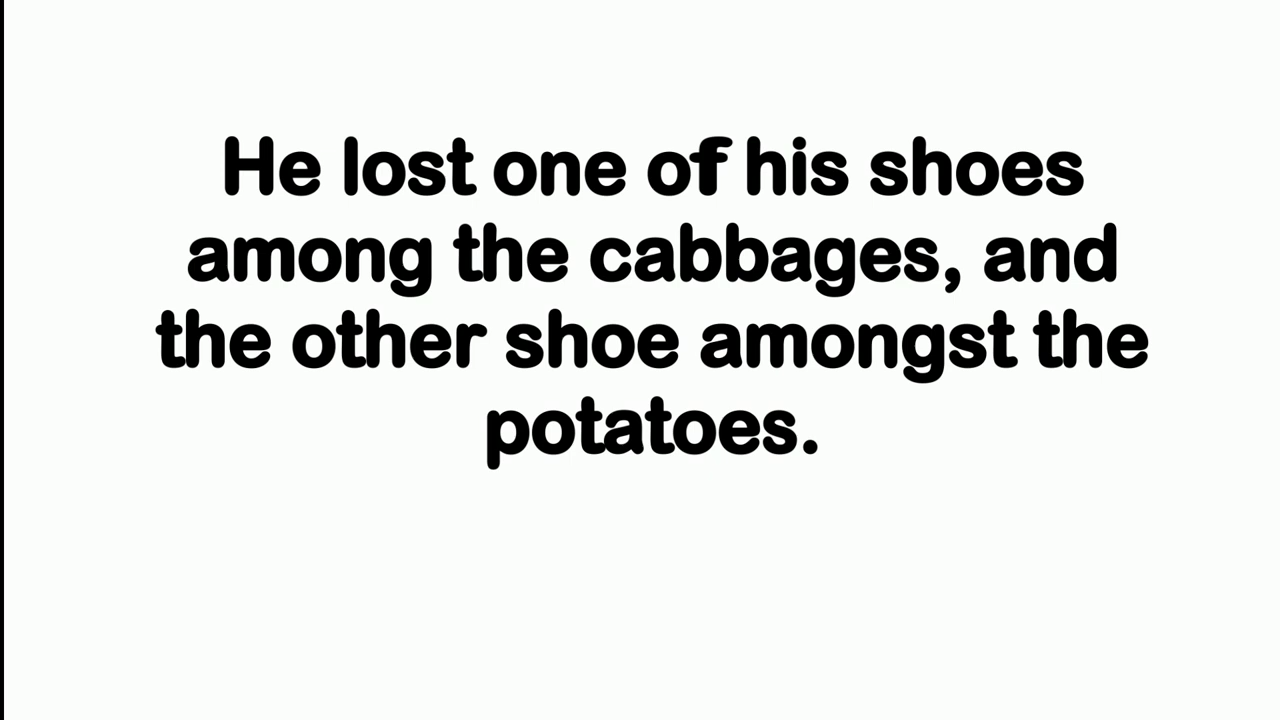 He lost one of his shoes
among the cabbages, and
the other shoe amongst the
potatoes.